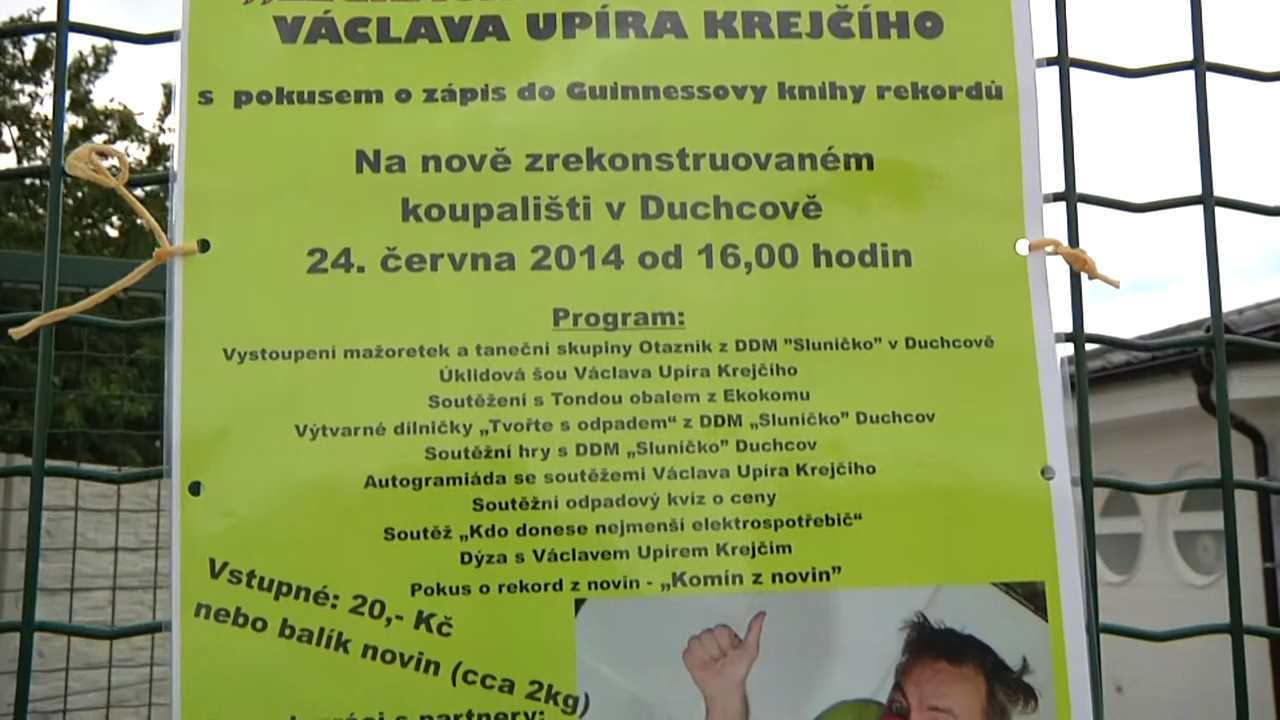 VÁCLAVA UPÍRA KREJČÍHO
s pokusem o zápis do Guinnessovy knihy rekordů
Na nově zrekonstruovaném
koupališti v Duchcově
24. června 2014 od 16,00 hodin
Program:
Vystoupení mažoretek a taneční skupiny Otazník z DDM "Sluníčko" v Duchcově
Úklidová šou Václava Upíra Krejčího
Soutěžení s Tondou obalem z Ekokomu
Výtvarné dílničky „Tvořte s odpadem“ z DDM „Sluníčko” Duchcov
Soutěžní hry s DDM „Sluníčko” Duchcov
Autogramiáda se soutěžemi Václava Upíra Krejčího
Soutěžní odpadový kvíz o ceny
Soutěž „Kdo donese nejmenší elektrospotřebič“
Dýza s Václavem Upírem Krejčím
Pokus o rekord z novin - „Komín z novin”
Vstupné: 20,- Kč
nebo balík novin (cca 2kg)
s partnery: